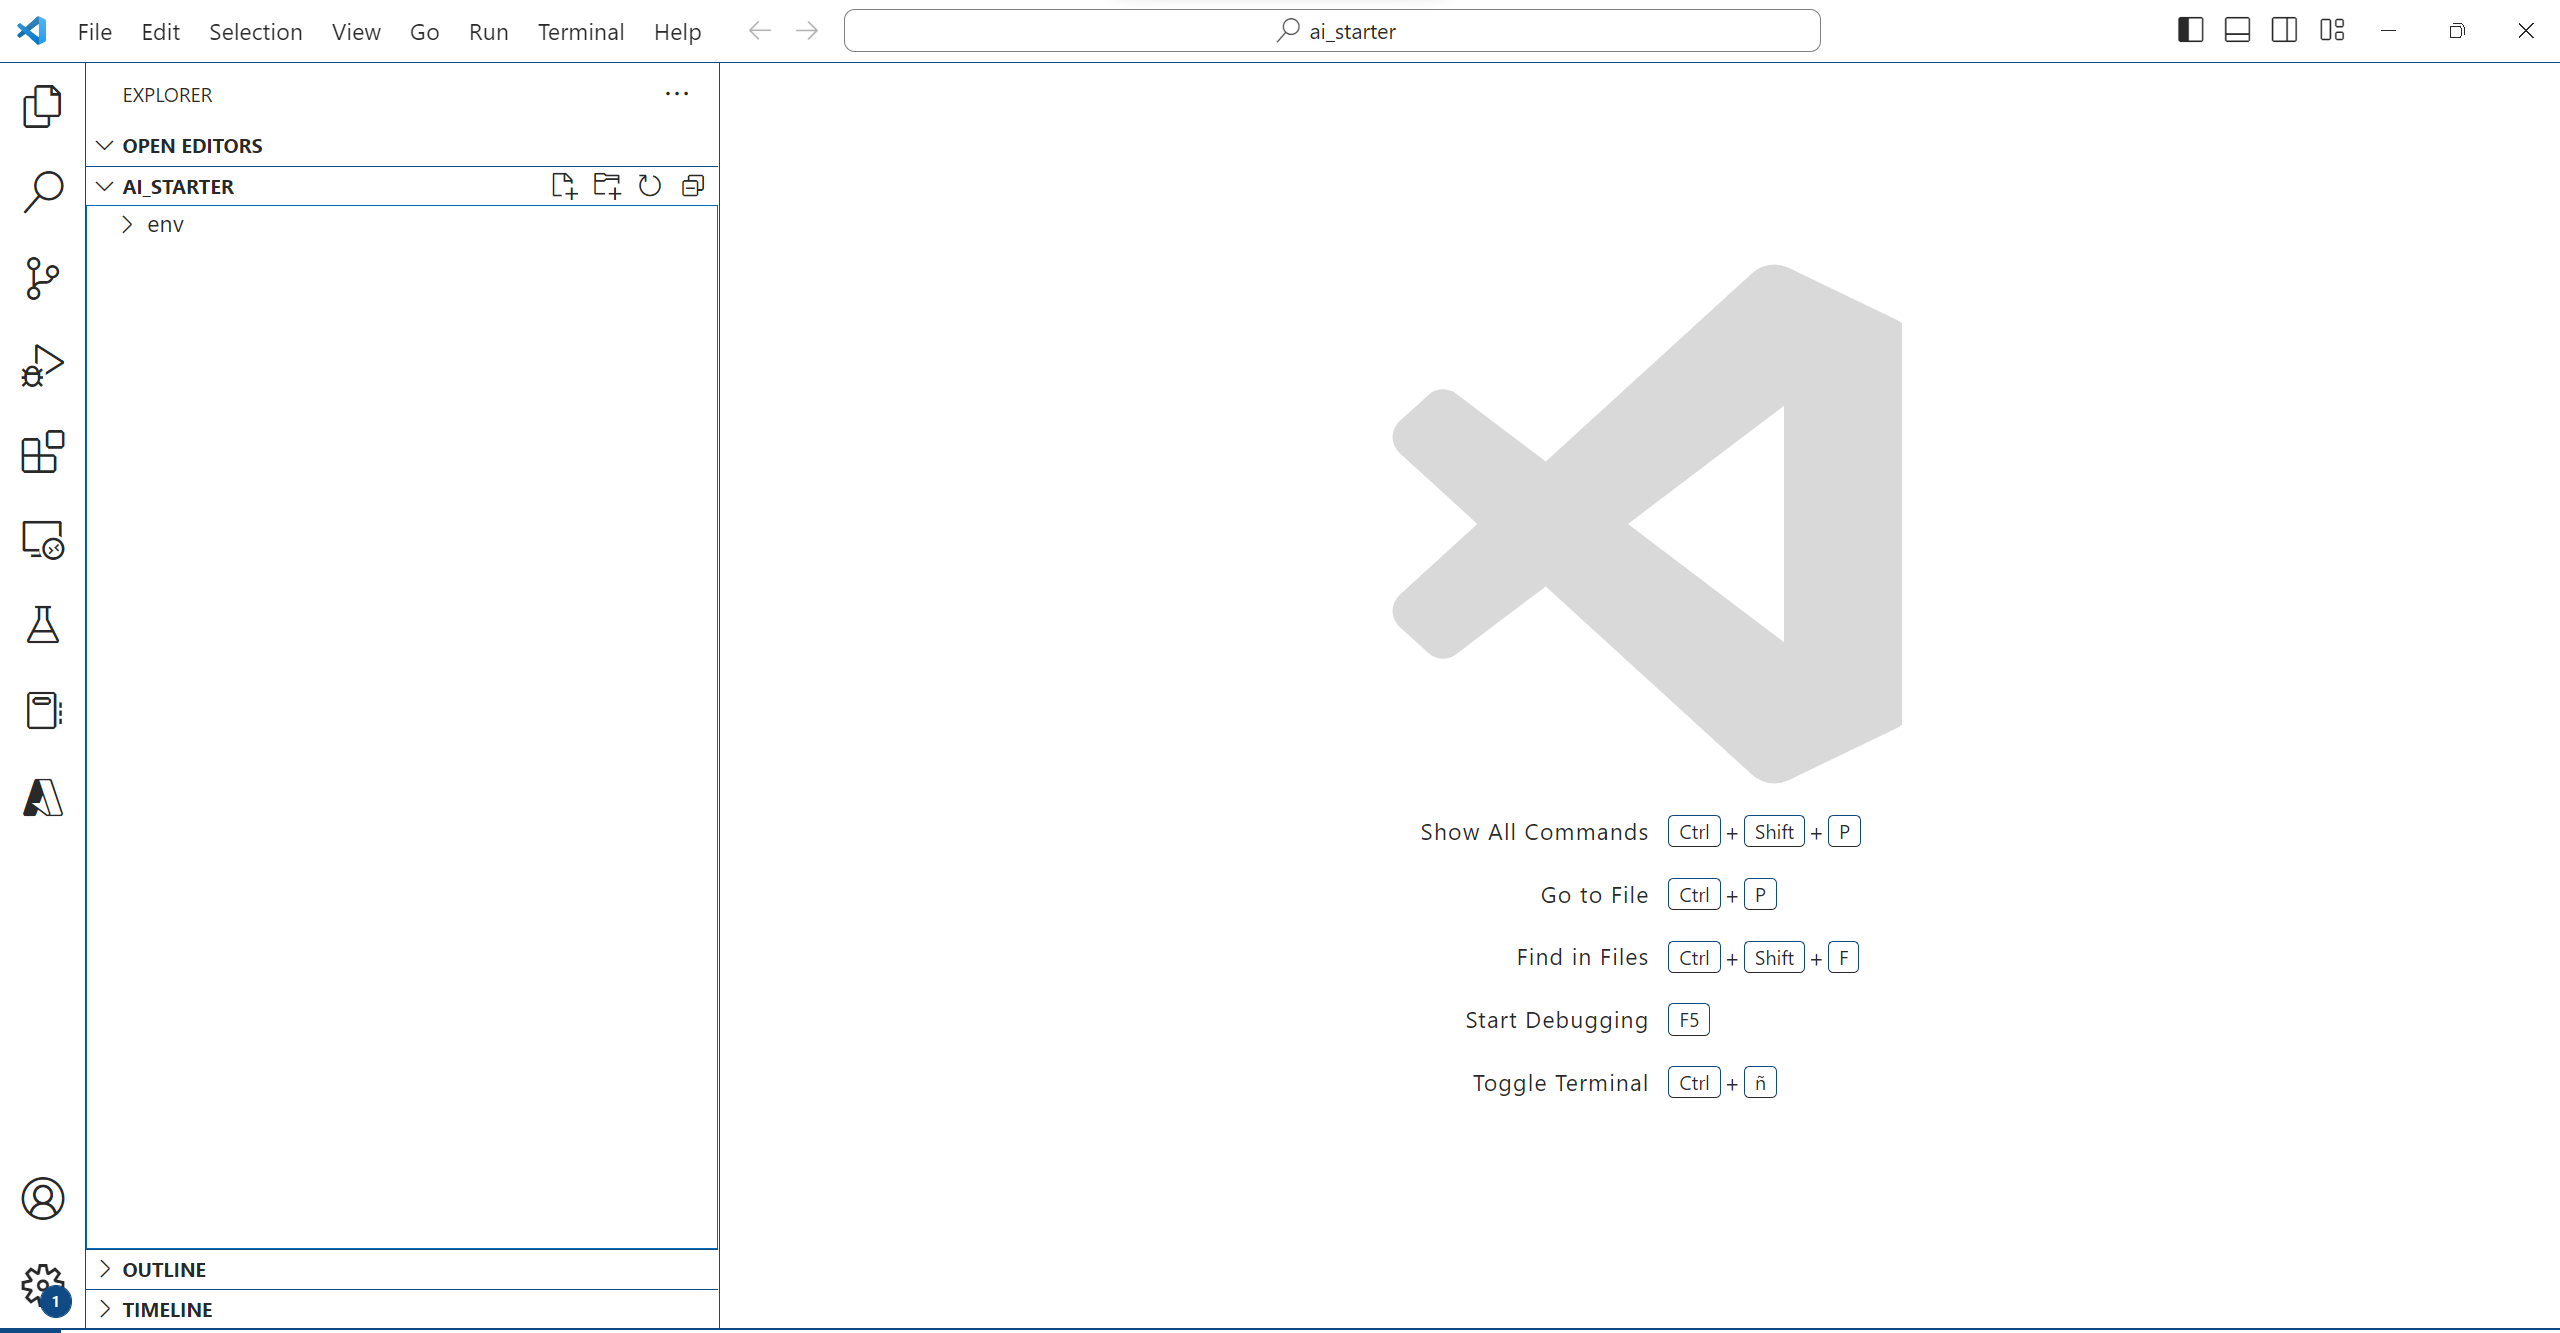 File Edit Selection View Go Run Terminal Help
ai_starter
EXPLORER
OPEN EDITORS
AI_STARTER
env
OUTLINE
TIMELINE
1
Show All Commands Ctrl + Shift + P
Go to File Ctrl + P
Find in Files Ctrl + Shift + F
Start Debugging F5
Toggle Terminal Ctrl + ñ